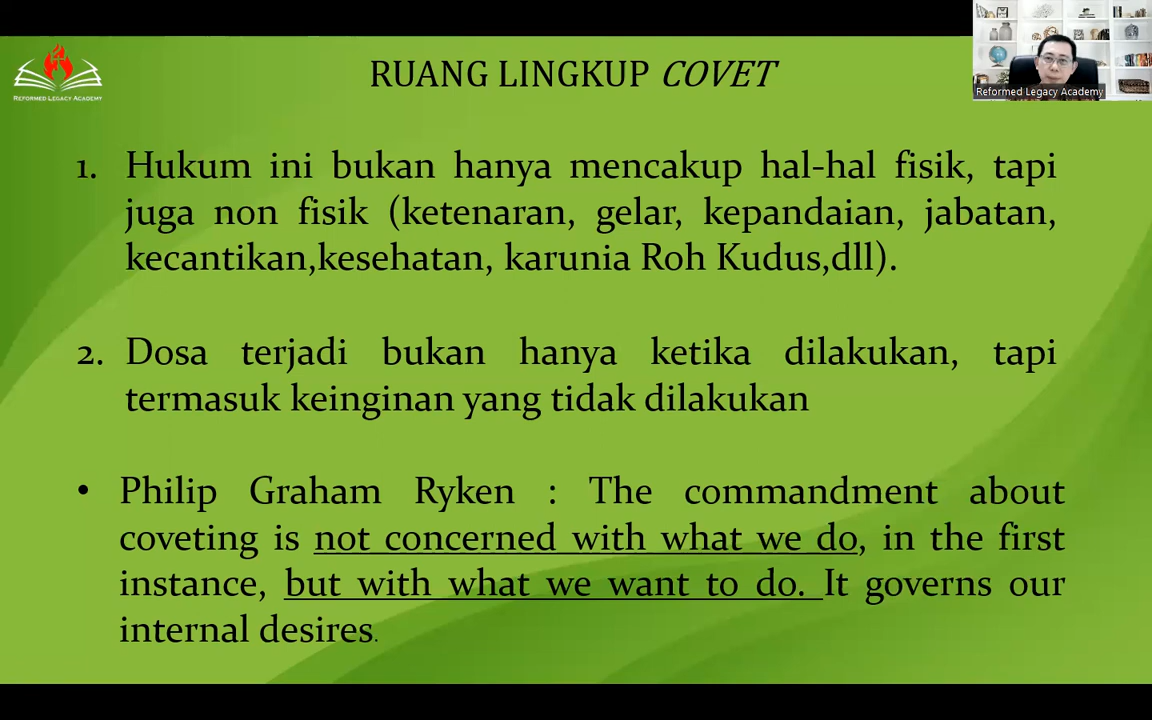 REFORMED LEGACY ACADEMY
RUANG LINGKUP COVET
Reformed Legacy Academy
1. Hukum ini bukan hanya mencakup hal-hal fisik, tapi
juga non fisik (ketenaran, gelar, kepandaian, jabatan,
kecantikan,kesehatan, karunia Roh Kudus,dll).
2. Dosa terjadi bukan hanya ketika dilakukan, tapi
termasuk keinginan yang tidak dilakukan
• Philip Graham Ryken : The commandment about
coveting is not concerned with what we do, in the first
instance, but with what we want to do. It governs our
internal desires.